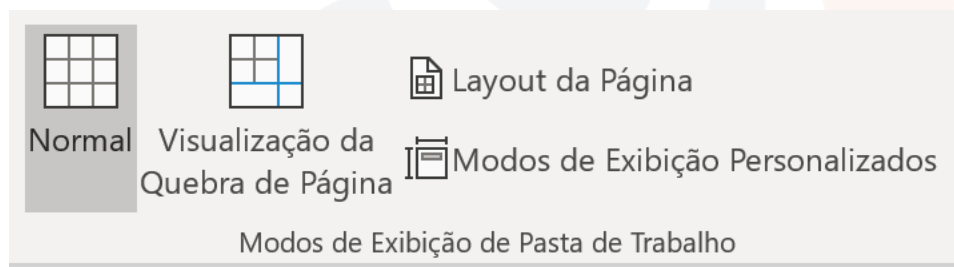 Normal
Visualização da
Quebra de Página
Layout da Página
Modos de Exibição Personalizados
Modos de Exibição de Pasta de Trabalho